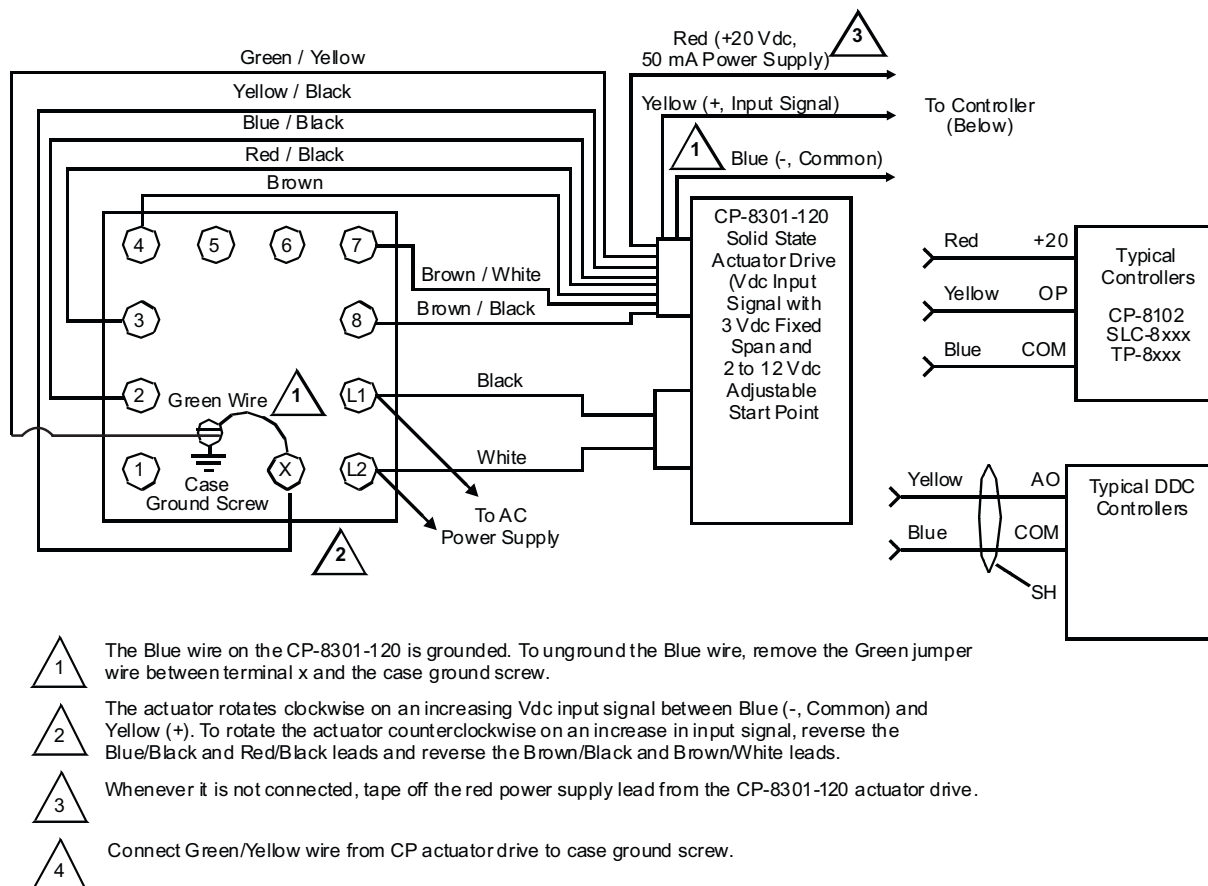 Green / Yellow
Yellow / Black
Blue / Black
Red / Black
Brown
Red (+20 Vdc,
50 mA Power Supply)
3
Yellow (+, Input Signal)
To Controller
(Below)
1
Blue (-, Common)
4
5
6
7
3
8
2
Green Wire
1
L1
1
Case
Ground Screw
X
L2
2
Brown / White
Brown / Black
Black
White
To AC
Power Supply
CP-8301-120
Solid State
Actuator Drive
(Vdc Input
Signal with
3 Vdc Fixed
Span and
2 to 12 Vdc
Adjustable
Start Point
Red +20
Yellow OP
Blue COM
Typical
Controllers
CP-8102
SLC-8xxx
TP-8xxx
Yellow AO
Blue COM
SH
Typical DDC
Controllers
1
The Blue wire on the CP-8301-120 is grounded. To unground the Blue wire, remove the Green jumper
wire between terminal x and the case ground screw.
2
The actuator rotates clockwise on an increasing Vdc input signal between Blue (-, Common) and
Yellow (+). To rotate the actuator counterclockwise on an increase in input signal, reverse the
Blue/Black and Red/Black leads and reverse the Brown/Black and Brown/White leads.
3
Whenever it is not connected, tape off the red power supply lead from the CP-8301-120 actuator drive.
4
Connect Green/Yellow wire from CP actuator drive to case ground screw.